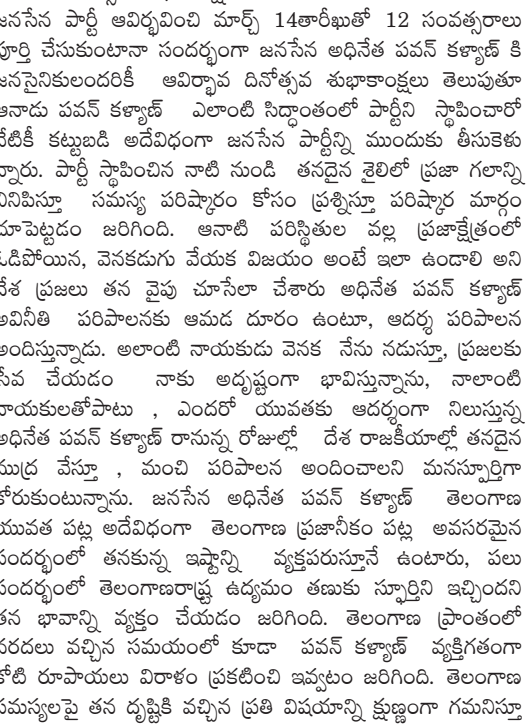 జనసేన పార్టీ ఆవిర్భవించి మార్చ్ 14తారీఖుతో 12 సంవత్సరాలు
పూర్తి చేసుకుంటానా సందర్భంగా జనసేన అధినేత పవన్ కళ్యాణ్ కి
జనసైనికులందరికీ ఆవిర్భావ దినోత్సవ శుభాకాంక్షలు తెలుపుతూ
ఆనాడు పవన్ కళ్యాణ్ ఎలాంటి సిద్ధాంతంలో పార్టీని స్థాపించారో
నేటికీ కట్టుబడి అదేవిధంగా జనసేన పార్టీన్ని ముందుకు తీసుకెళు
న్నారు. పార్టీ స్థాపించిన నాటి నుండి తనదైన శైలిలో ప్రజా గలాన్ని
వినిపిస్తూ సమస్య పరిష్కారం కోసం ప్రశ్నిస్తూ పరిష్కార మార్గం
చూపెట్టడం జరిగింది. ఆనాటి పరిస్థితుల వల్ల ప్రజాక్షేత్రంలో
ఓడిపోయిన, వెనకడుగు వేయక విజయం అంటే ఇలా ఉండాలి అని
దేశ ప్రజలు తన వైపు చూసేలా చేశారు అధినేత పవన్ కళ్యాణ్
అవినీతి పరిపాలనకు ఆమడ దూరం ఉంటూ, ఆదర్శ పరిపాలన
అందిస్తున్నాడు. అలాంటి నాయకుడు వెనక నేను నడుస్తూ, ప్రజలకు
సేవ చేయడం నాకు అదృష్టంగా భావిస్తున్నాను, నాలాంటి
నాయకులతోపాటు , ఎందరో యువతకు ఆదర్శంగా నిలుస్తున్న
అధినేత పవన్ కళ్యాణ్ రానున్న రోజుల్లో దేశ రాజకీయాల్లో తనదైన
ముద్ర వేస్తూ , మంచి పరిపాలన అందించాలని మనస్ఫూర్తిగా
కోరుకుంటున్నాను. జనసేన అధినేత పవన్ కళ్యాణ్ తెలంగాణ
యువత పట్ల అదేవిధంగా తెలంగాణ ప్రజానీకం పట్ల అవసరమైన
సందర్భంలో తనకున్న ఇష్టాన్ని వ్యక్తపరుస్తూనే ఉంటారు, పలు
సందర్భంలో తెలంగాణరాష్ట్ర ఉద్యమం తణుకు స్ఫూర్తిని ఇచ్చిందని
తన భావాన్ని వ్యక్తం చేయడం జరిగింది. తెలంగాణ ప్రాంతంలో
వరదలు వచ్చిన సమయంలో కూడా పవన్ కళ్యాణ్ వ్యక్తిగతంగా
కోటి రూపాయలు విరాళం ప్రకటించి ఇవ్వటం జరిగింది. తెలంగాణ
సమస్యలపై తన దృష్టికి వచ్చిన ప్రతి విషయాన్ని క్షుణ్ణంగా గమనిస్తూ